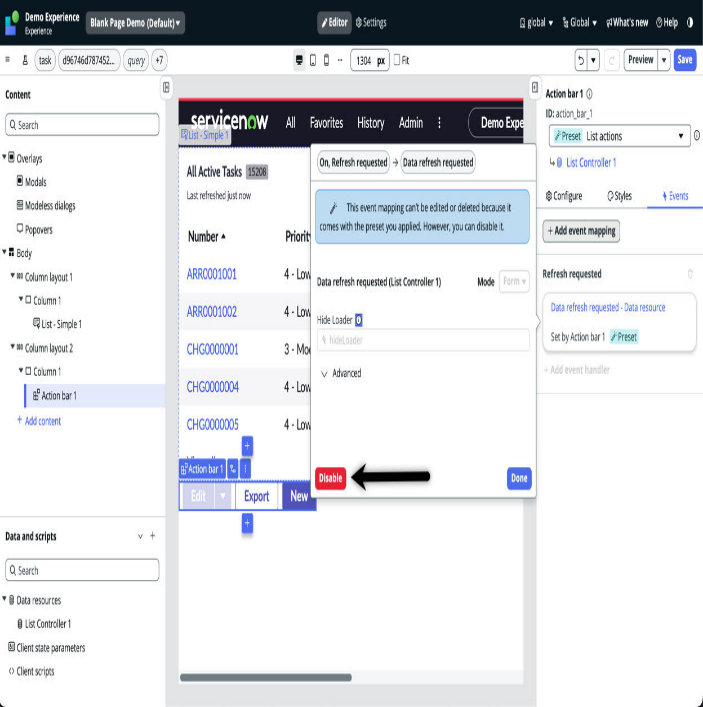 Demo Experience
Experience
Blank Page Demo (Default)
Editor
Settings
global
Global
What's new
Help
task
d96746d787452...
query
+7
1304 px
Fit
Preview
Save
Content
Search
Overlays
Modals
Modeless dialogs
Popovers
Body
Column layout 1
Column 1
List - Simple 1
Column layout 2
Column 1
Action bar 1
+ Add content
Data and scripts
Search
Data resources
List Controller 1
Client state parameters
Client scripts
servicenow
All
Favorites
History
Admin
Demo Expe
List - Simple 1
All Active Tasks 15208
Last refreshed just now
Number
Priorit
ARR0001001
4 - Low
ARR0001002
4 - Low
CHG0000001
3 - Mo
CHG0000004
4 - Low
CHG0000005
4 - Low
Action bar 1
Edit
Export
New
On, Refresh requested → Data refresh requested
This event mapping can't be edited or deleted because it
comes with the preset you applied. However, you can disable it.
Data refresh requested (List Controller 1)
Mode
Form
Hide Loader
hideLoader
Advanced
Disable
Done
Action bar 1
ID: action_bar_1
Preset List actions
List Controller 1
Configure
Styles
Events
+ Add event mapping
Refresh requested
Data refresh requested - Data resource
Set by Action bar 1 Preset
+ Add event handler